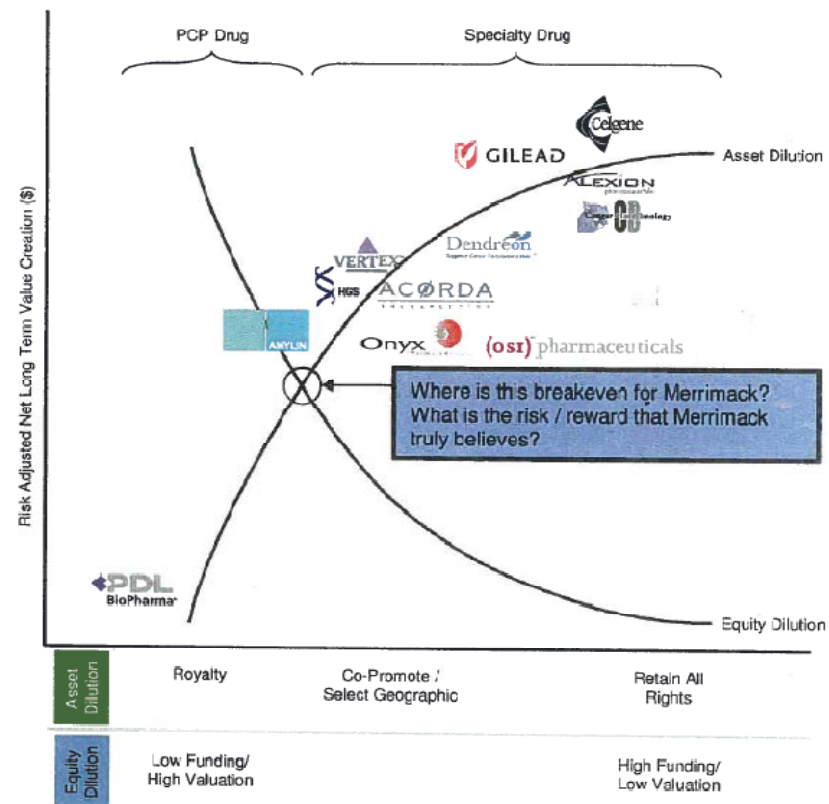 PCP Drug
Specialty Drug
Celgene
GILEAD
Asset Dilution
ALEXION
Dendreon
VERTEX
HGS
ACORDA
THERAPEUTICS
AMYLIN
Onyx
(OSI) pharmaceuticals
Where is this breakeven for Merrimack?
What is the risk / reward that Merrimack
truly believes?
Risk Adjusted Net Long Term Value Creation ($)
PDL
BioPharma
Equity Dilution
Asset
Dilution
Royalty
Co-Promote /
Select Geographic
Retain All
Rights
Equity
Dilution
Low Funding/
High Valuation
High Funding/
Low Valuation